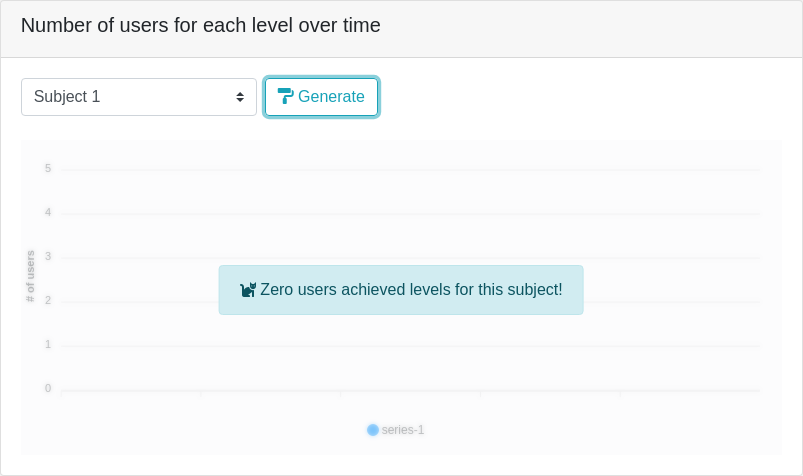 Number of users for each level over time
Subject 1
Generate
5
4
3
2
1
0
# of users
Zero users achieved levels for this subject!
series-1